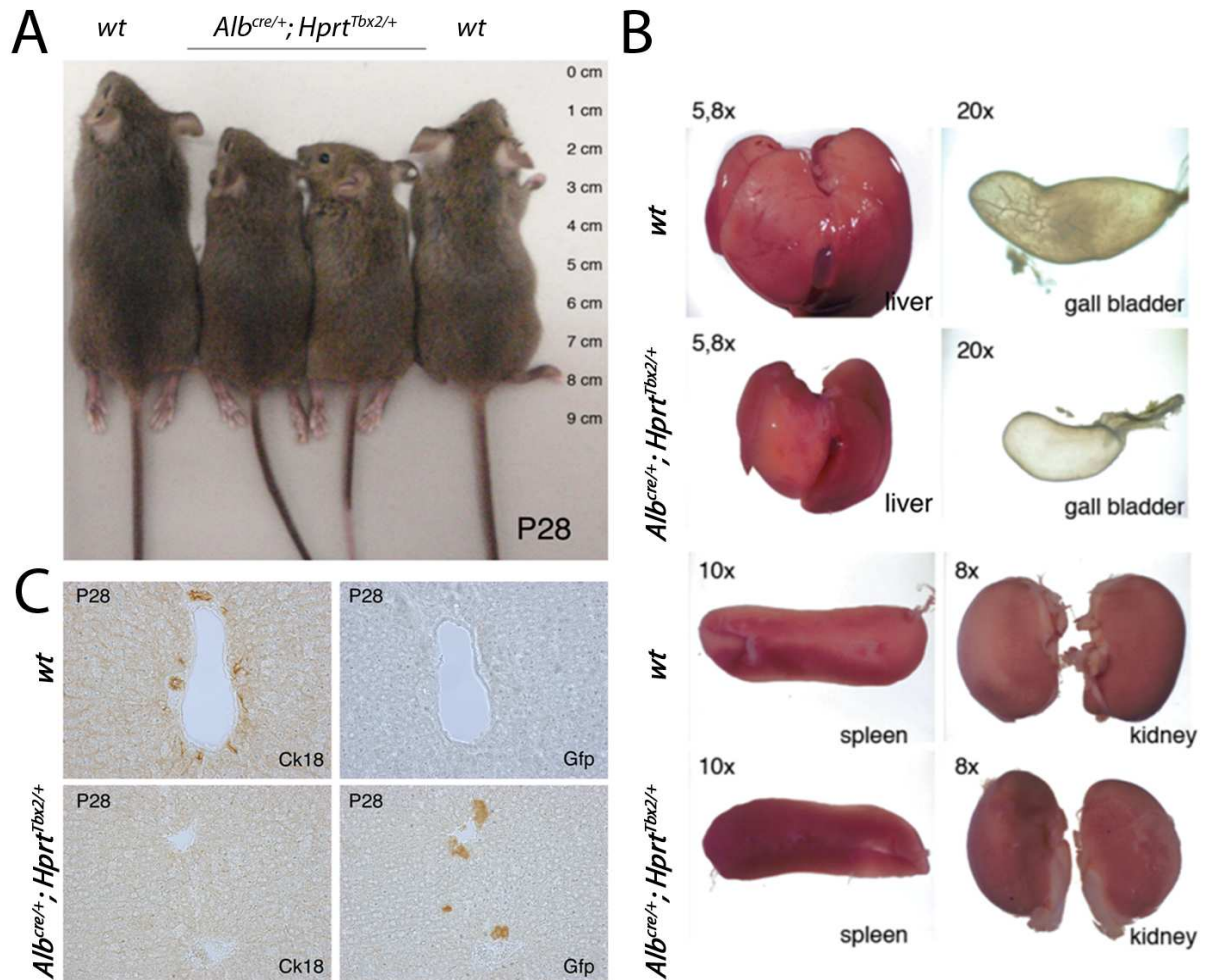 A
wt
Alb^cre/+; Hprt^Tbx2/+
wt
0 cm
1 cm
2 cm
3 cm
4 cm
5 cm
6 cm
7 cm
8 cm
9 cm
P28
B
wt
5,8x
liver
20x
gall bladder
Alb^cre/+; Hprt^Tbx2/+
5,8x
liver
20x
gall bladder
wt
10x
spleen
8x
kidney
Alb^cre/+; Hprt^Tbx2/+
10x
spleen
8x
kidney
C
wt
P28
Ck18
P28
Gfp
Alb^cre/+; Hprt^Tbx2/+
P28
Ck18
P28
Gfp